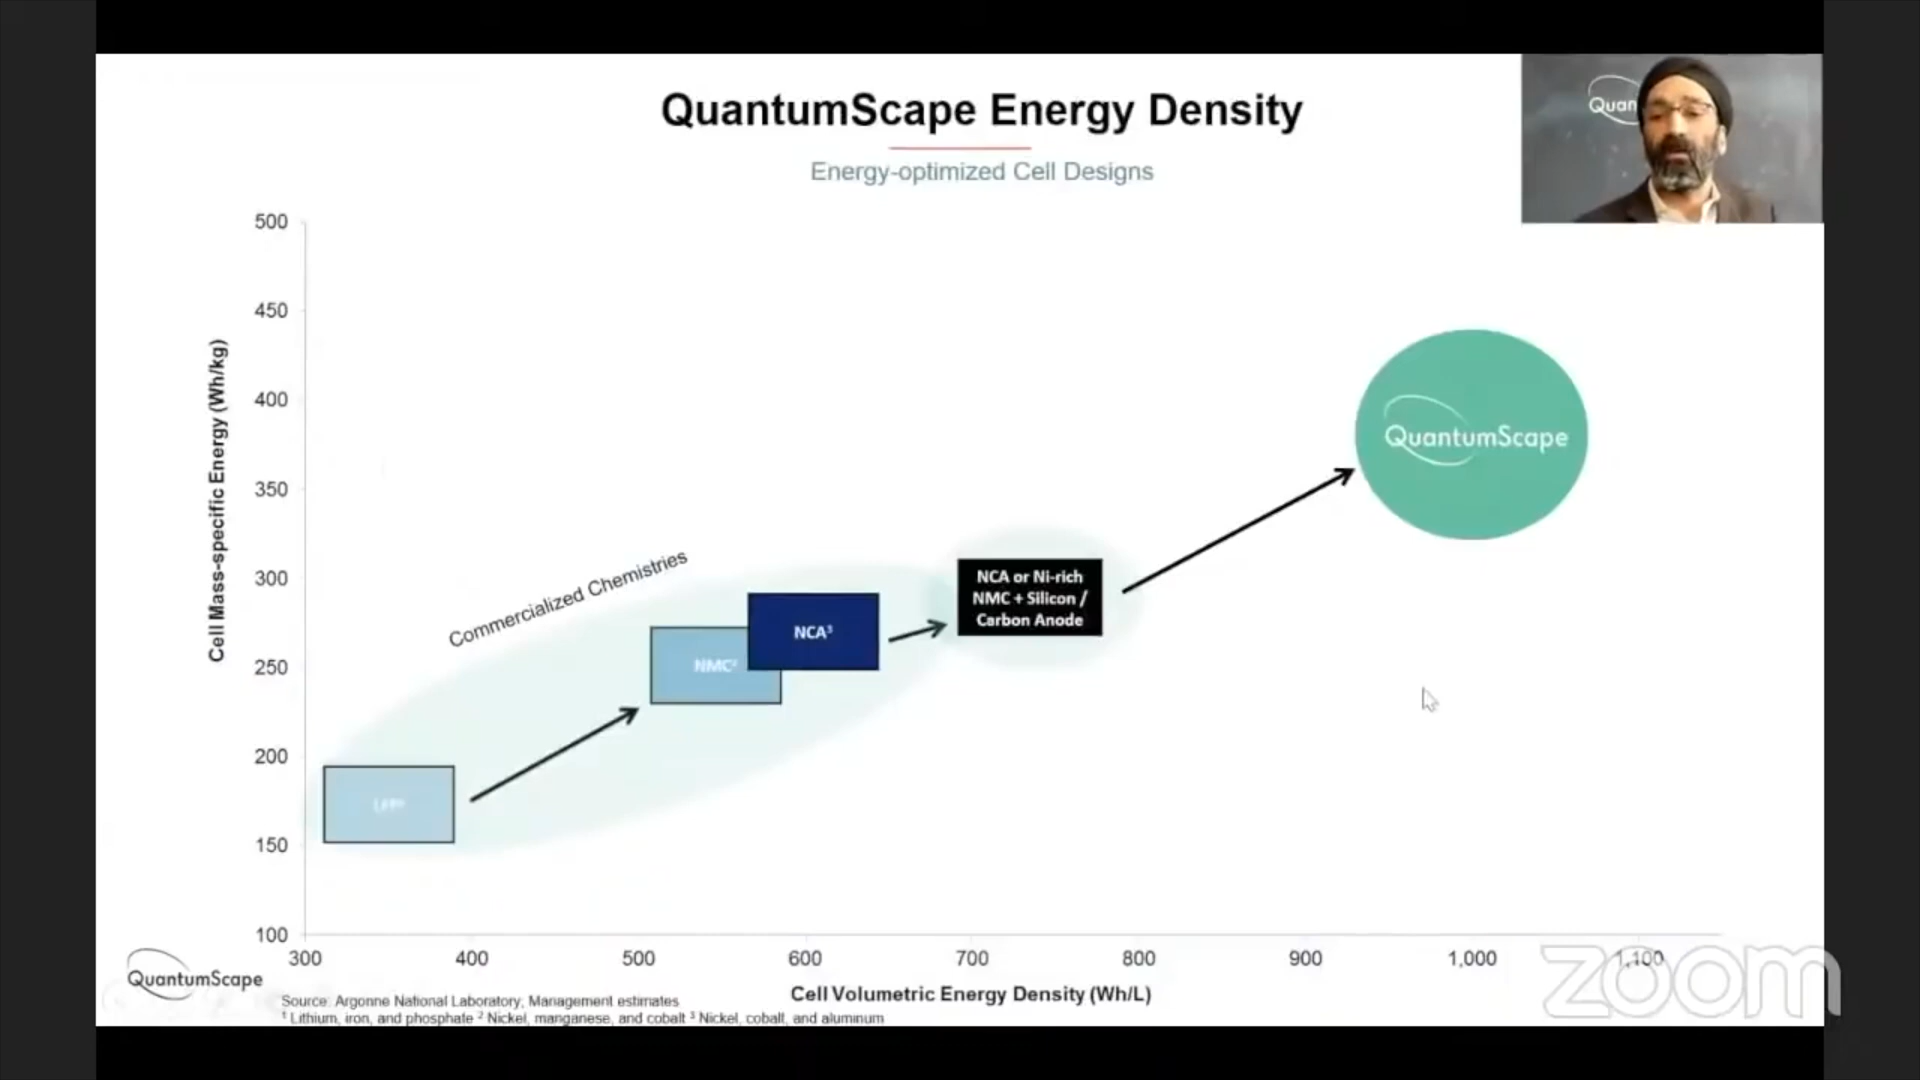 QuantumScape Energy Density
Energy-optimized Cell Designs
Quan
500
450
400
350
300
250
200
150
100
Cell Mass-specific Energy (Wh/kg)
Commercialized Chemistries
LFP¹
NMC²
NCA³
NCA or Ni-rich
NMC + Silicon /
Carbon Anode
QuantumScape
300 400 500 600 700 800 900 1,000 1,100
Cell Volumetric Energy Density (Wh/L)
QuantumScape
Source: Argonne National Laboratory; Management estimates
¹ Lithium, iron, and phosphate ² Nickel, manganese, and cobalt ³ Nickel, cobalt, and aluminum
zoom